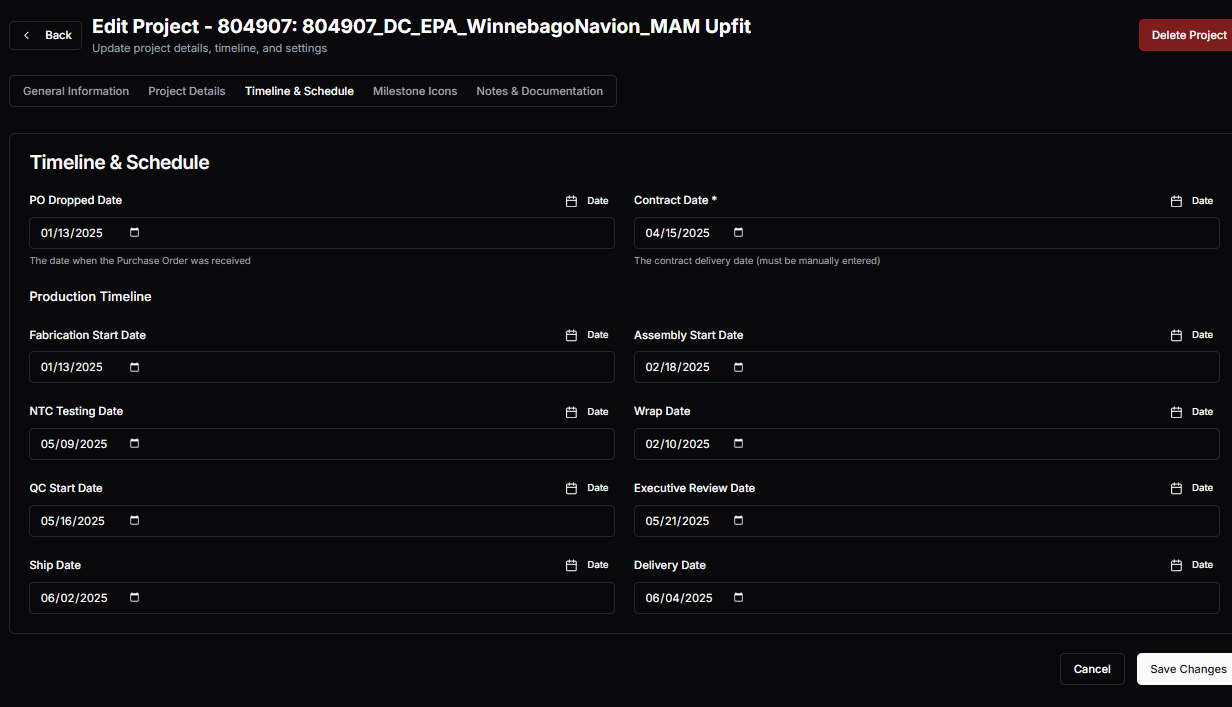 Back
Edit Project - 804907: 804907_DC_EPA_WinnebagoNavion_MAM Upfit
Update project details, timeline, and settings
Delete Project
General Information Project Details Timeline & Schedule Milestone Icons Notes & Documentation
Timeline & Schedule
PO Dropped Date Date
01/13/2025
The date when the Purchase Order was received
Contract Date * Date
04/15/2025
The contract delivery date (must be manually entered)
Production Timeline
Fabrication Start Date Date
01/13/2025
Assembly Start Date Date
02/18/2025
NTC Testing Date Date
05/09/2025
Wrap Date Date
02/10/2025
QC Start Date Date
05/16/2025
Executive Review Date Date
05/21/2025
Ship Date Date
06/02/2025
Delivery Date Date
06/04/2025
Cancel
Save Changes